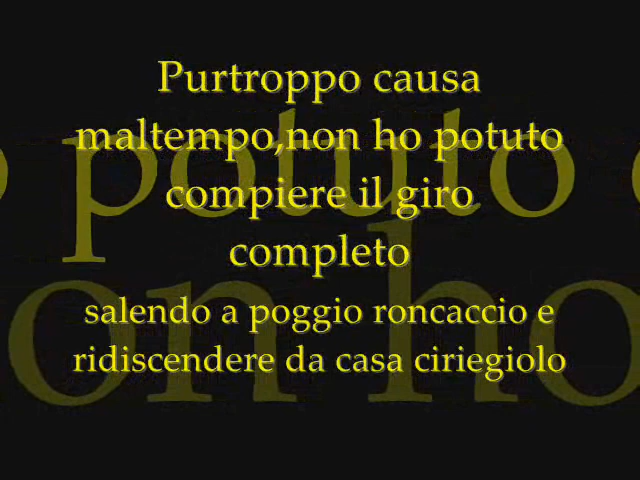 Purtroppo causa
maltempo,non ho potuto
compiere il giro
completo
salendo a poggio roncaccio e
ridiscendere da casa ciriegiolo